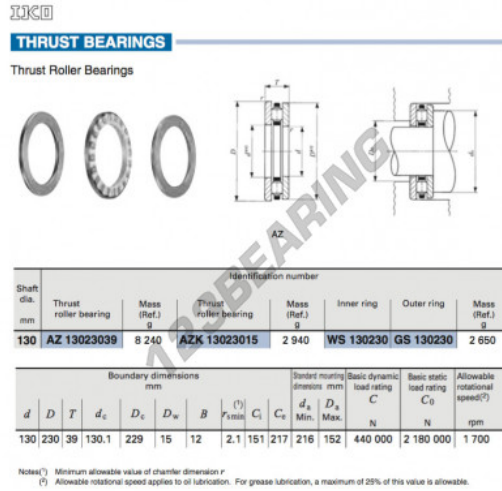 IKO
THRUST BEARINGS
Thrust Roller Bearings
T
r
D
d
AZ
123BEARING
Identification number
Shaft dia. mm
Thrust roller bearing
Mass (Ref.) g
Thrust roller bearing
Mass (Ref.) g
Inner ring
Outer ring
Mass (Ref.) g
130 AZ 13023039 8 240 AZK 13023015 2 940 WS 130230 GS 130230 2 650
Boundary dimensions mm
Standard mounting dimensions mm
Basic dynamic load rating C N
Basic static load rating C₀ N
Allowable rotational speed(²) rpm
d D T dc Dc Dw B rs min(¹) Ci Ce da Min. Da Max.
130 230 39 130.1 229 15 12 2.1 151 217 216 152 440 000 2 180 000 1 700
Notes(¹) Minimum allowable value of chamfer dimension r
(²) Allowable rotational speed applies to oil lubrication. For grease lubrication, a maximum of 25% of this value is allowable.